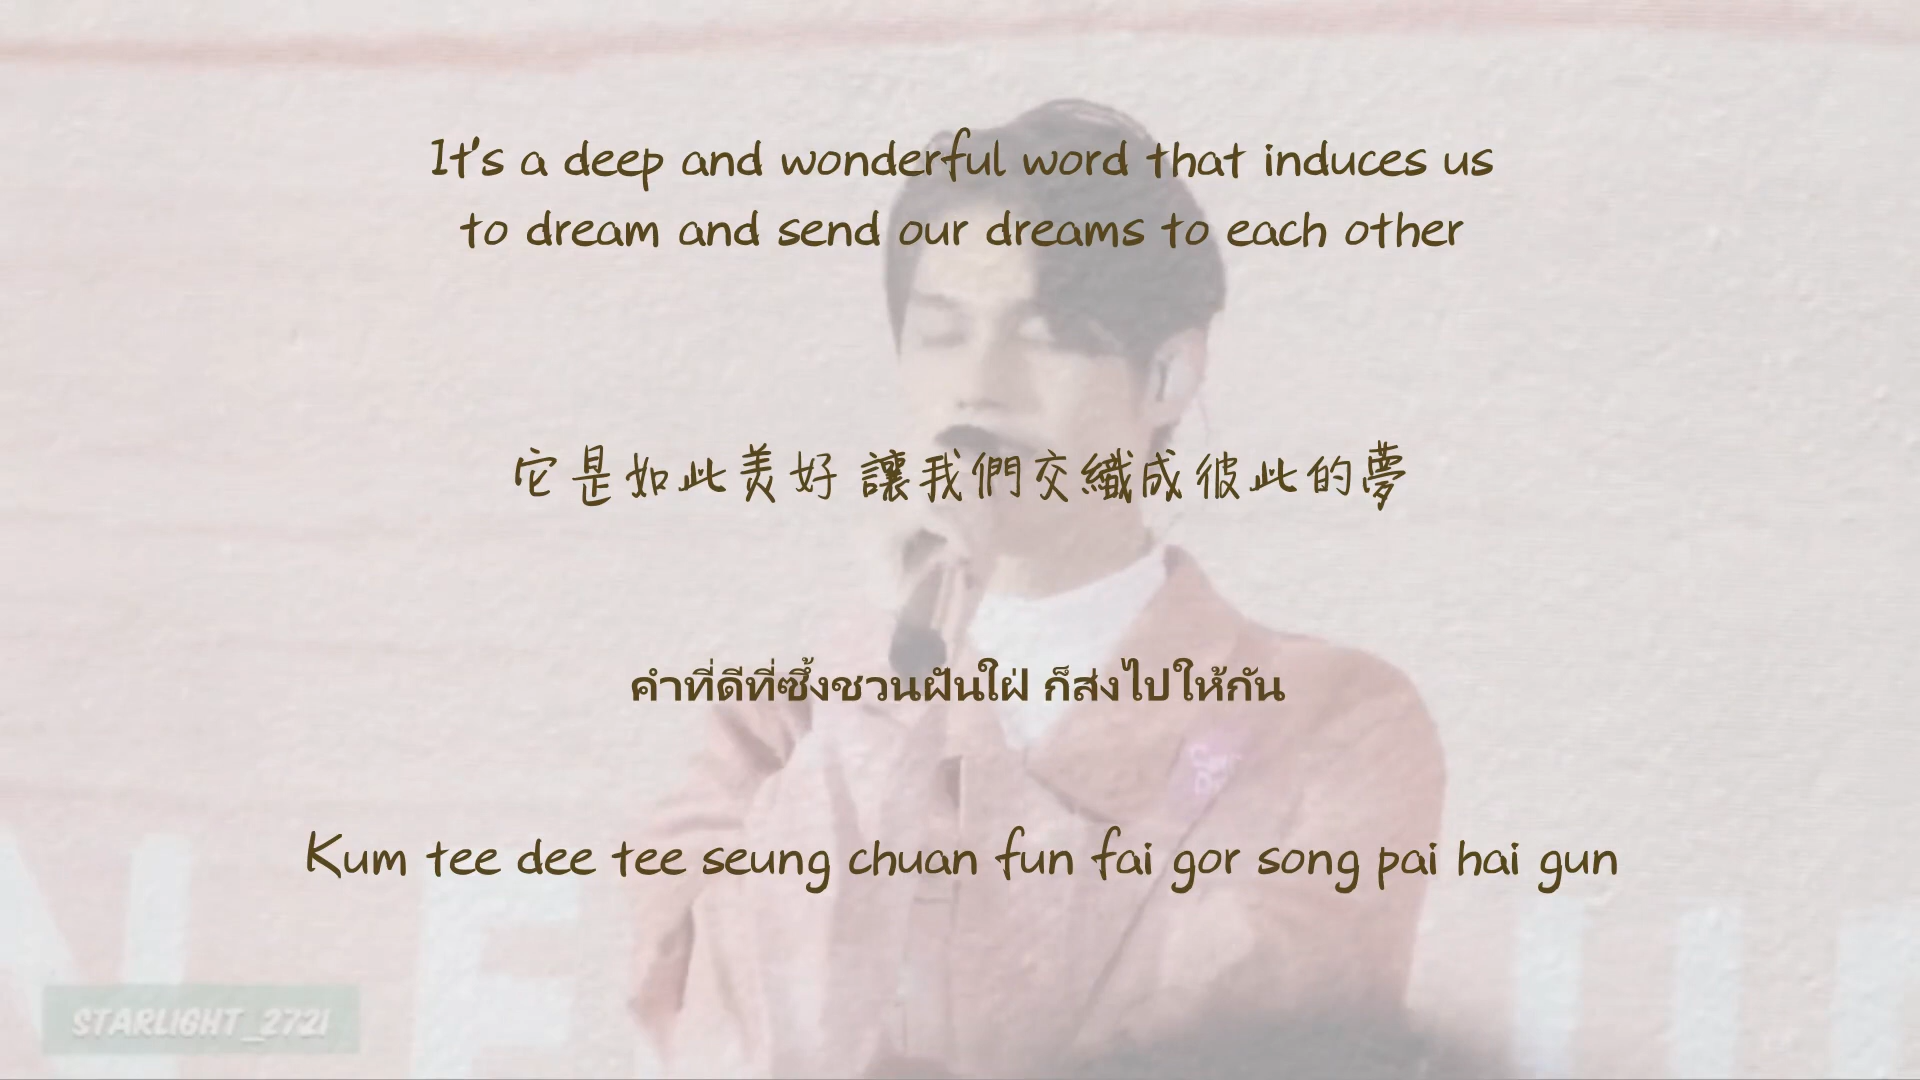 It's a deep and wonderful word that induces us
to dream and send our dreams to each other
它是如此美好 讓我們交織成彼此的夢
คำที่ดีที่ซึ้งชวนฝันใฝ่ ก็ส่งไปให้กัน
Kum tee dee tee seung chuan fun fai gor song pai hai gun
STARLIGHT_2721